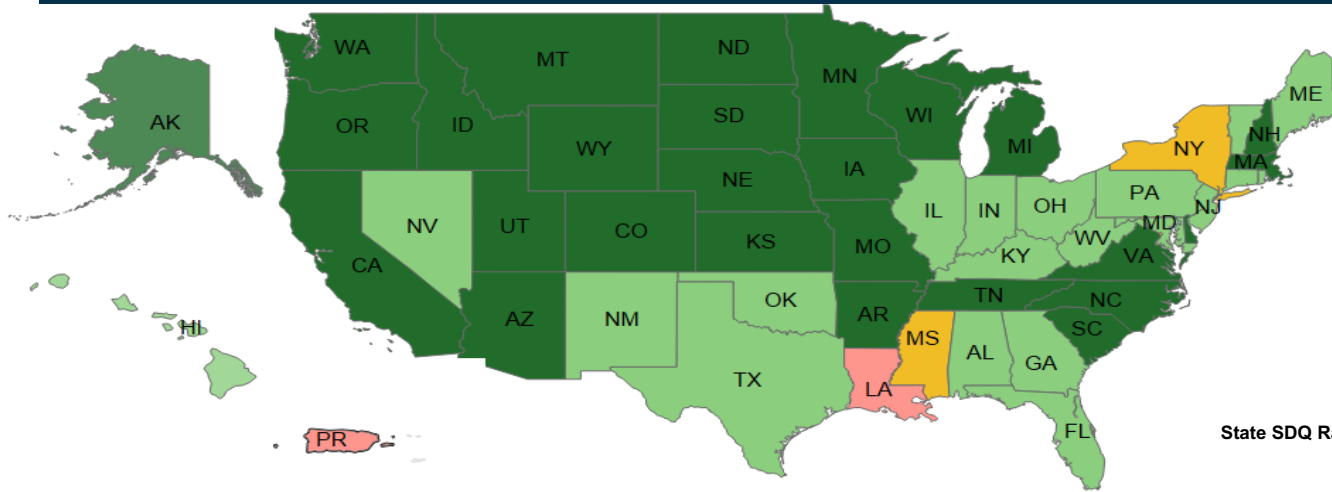 WA
MT
ND
MN
ME
AK
OR
ID
SD
WI
NH
WY
MI
NY
MA
NE
IA
PA
NV
UT
CO
IL
IN
OH
NJ
MD
KS
MO
WV
VA
CA
KY
TN
NC
OK
AZ
NM
AR
SC
HI
MS
AL
GA
TX
LA
FL
PR
State SDQ Ra